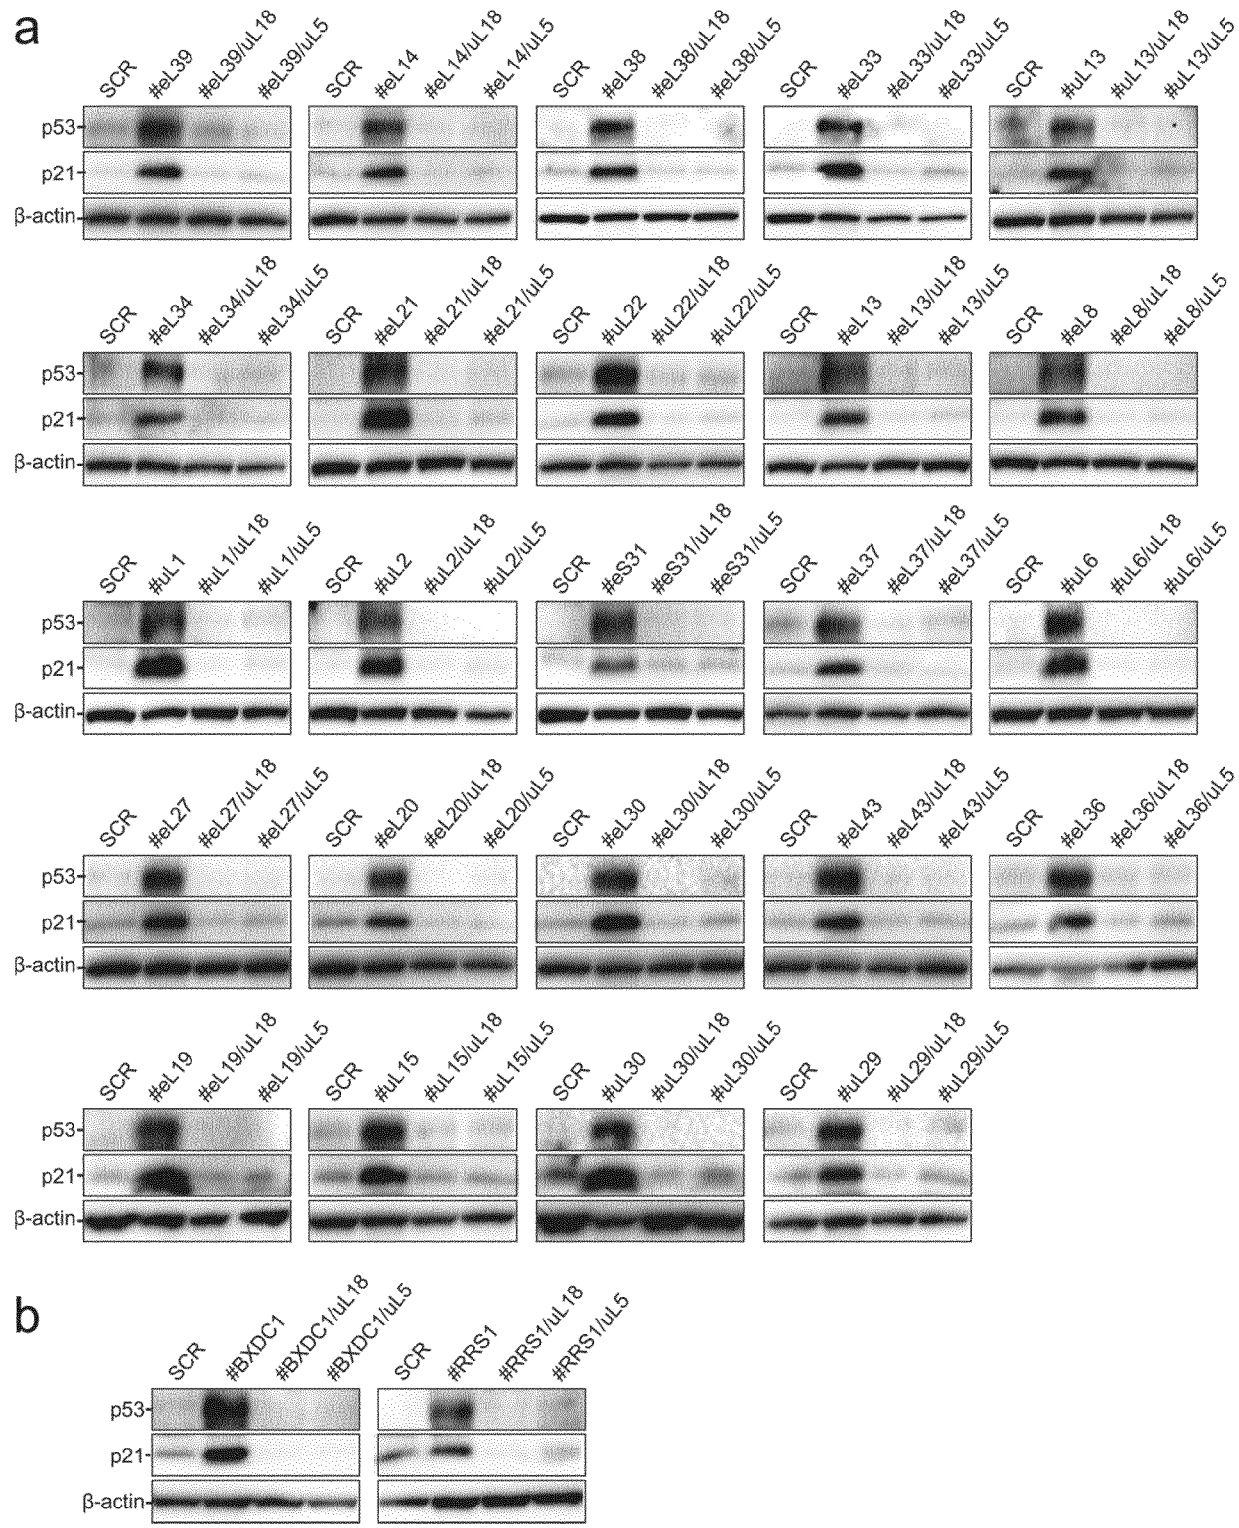 a
SCR #eL39 #eL39/uL18 #eL39/uL5 SCR #eL14 #eL14/uL18 #eL14/uL5 SCR #eL38 #eL38/uL18 #eL38/uL5 SCR #eL33 #eL33/uL18 #eL33/uL5 SCR #uL13 #uL13/uL18 #uL13/uL5
p53
p21
β-actin
SCR #eL34 #eL34/uL18 #eL34/uL5 SCR #eL21 #eL21/uL18 #eL21/uL5 SCR #uL22 #uL22/uL18 #uL22/uL5 SCR #eL13 #eL13/uL18 #eL13/uL5 SCR #eL8 #eL8/uL18 #eL8/uL5
p53
p21
β-actin
SCR #uL1 #uL1/uL18 #uL1/uL5 SCR #uL2 #uL2/uL18 #uL2/uL5 SCR #eS31 #eS31/uL18 #eS31/uL5 SCR #eL37 #eL37/uL18 #eL37/uL5 SCR #uL6 #uL6/uL18 #uL6/uL5
p53
p21
β-actin
SCR #eL27 #eL27/uL18 #eL27/uL5 SCR #eL20 #eL20/uL18 #eL20/uL5 SCR #eL30 #eL30/uL18 #eL30/uL5 SCR #eL43 #eL43/uL18 #eL43/uL5 SCR #eL36 #eL36/uL18 #eL36/uL5
p53
p21
β-actin
SCR #eL19 #eL19/uL18 #eL19/uL5 SCR #uL15 #uL15/uL18 #uL15/uL5 SCR #uL30 #uL30/uL18 #uL30/uL5 SCR #uL29 #uL29/uL18 #uL29/uL5
p53
p21
β-actin
b
SCR #BXDC1 #BXDC1/uL18 #BXDC1/uL5 SCR #RRS1 #RRS1/uL18 #RRS1/uL5
p53
p21
β-actin